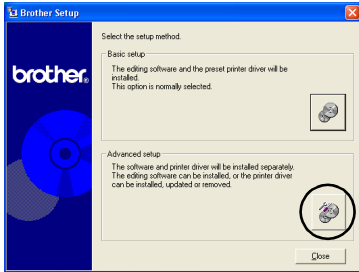 Brother Setup
Select the setup method.
brother®
Basic setup
The editing software and the preset printer driver will be
installed.
This option is normally selected.
Advanced setup
The software and printer driver will be installed separately.
The editing software can be installed, or the printer driver
can be installed, updated or removed.
Close